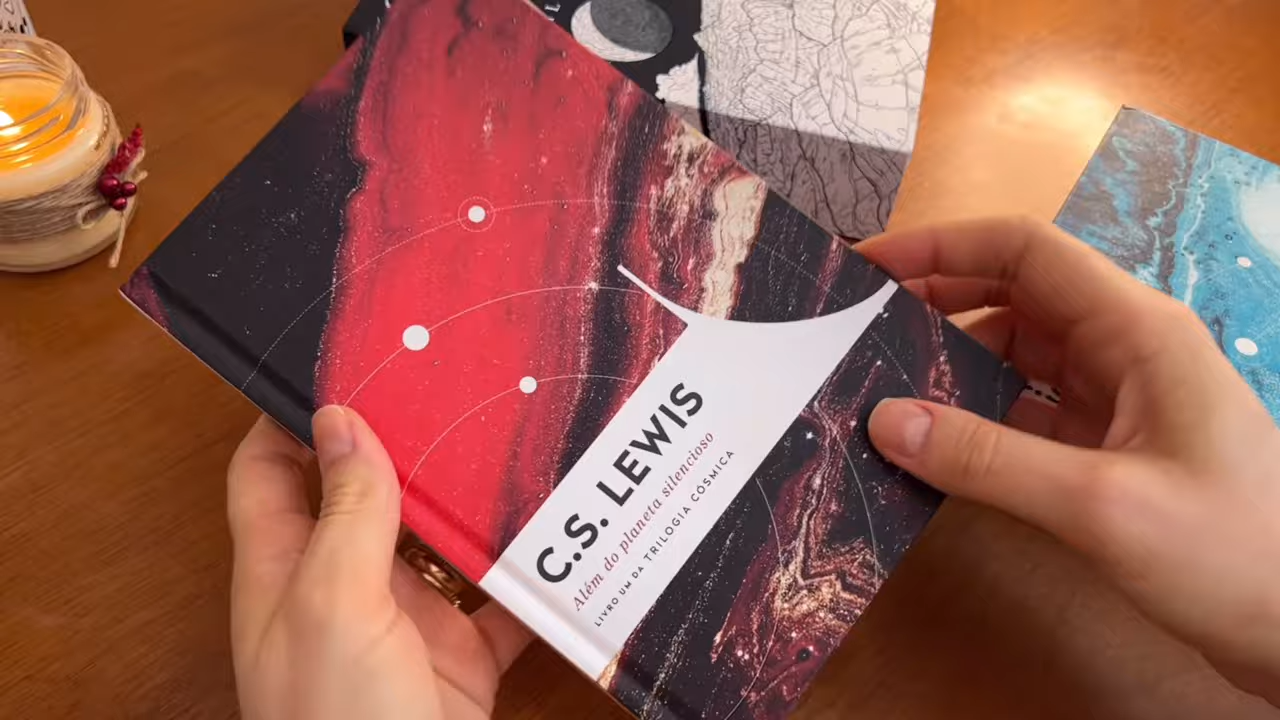 C.S. LEWIS
Além do planeta silencioso
LIVRO UM DA TRILOGIA CÓSMICA